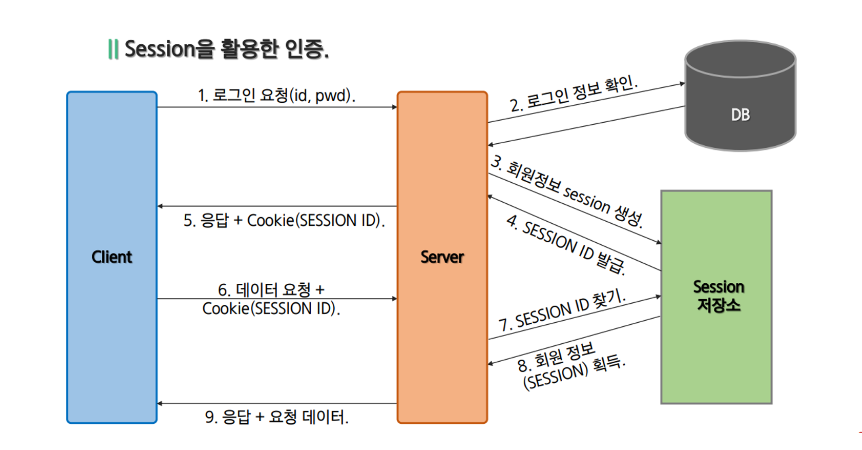 Session을 활용한 인증.
1. 로그인 요청(id, pwd).
2. 로그인 정보 확인.
DB
3. 회원정보 session 생성.
4. SESSION ID 발급.
5. 응답 + Cookie(SESSION ID).
Client
Server
Session
저장소
6. 데이터 요청 +
Cookie(SESSION ID).
7. SESSION ID 찾기.
8. 회원 정보
(SESSION) 획득.
9. 응답 + 요청 데이터.